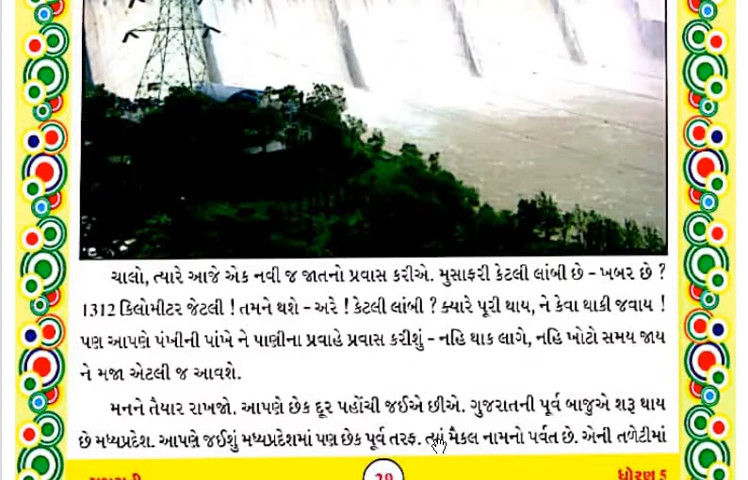 ચાલો, ત્યારે આજે એક નવી જ જાતનો પ્રવાસ કરીએ. મુસાફરી કેટલી લાંબી છે – ખબર છે ?
1312 કિલોમીટર જેટલી ! તમને થશે – અરે ! કેટલી લાંબી ? ક્યારે પૂરી થાય, ને કેવા થાકી જવાય !
પણ આપણે પંખીની પાંખે ને પાણીના પ્રવાહે પ્રવાસ કરીશું – નહિ થાક લાગે, નહિ ખોટો સમય જાય
ને મજા એટલી જ આવશે.
મનને તૈયાર રાખજો. આપણે છેક દૂર પહોંચી જઈએ છીએ. ગુજરાતની પૂર્વ બાજુએ શરૂ થાય
છે મધ્યપ્રદેશ. આપણે જઈશું મધ્યપ્રદેશમાં પણ છેક પૂર્વ તરફ. ત્યાં મૈકલ નામનો પર્વત છે. એની તળેટીમાં
ધોરણ 5